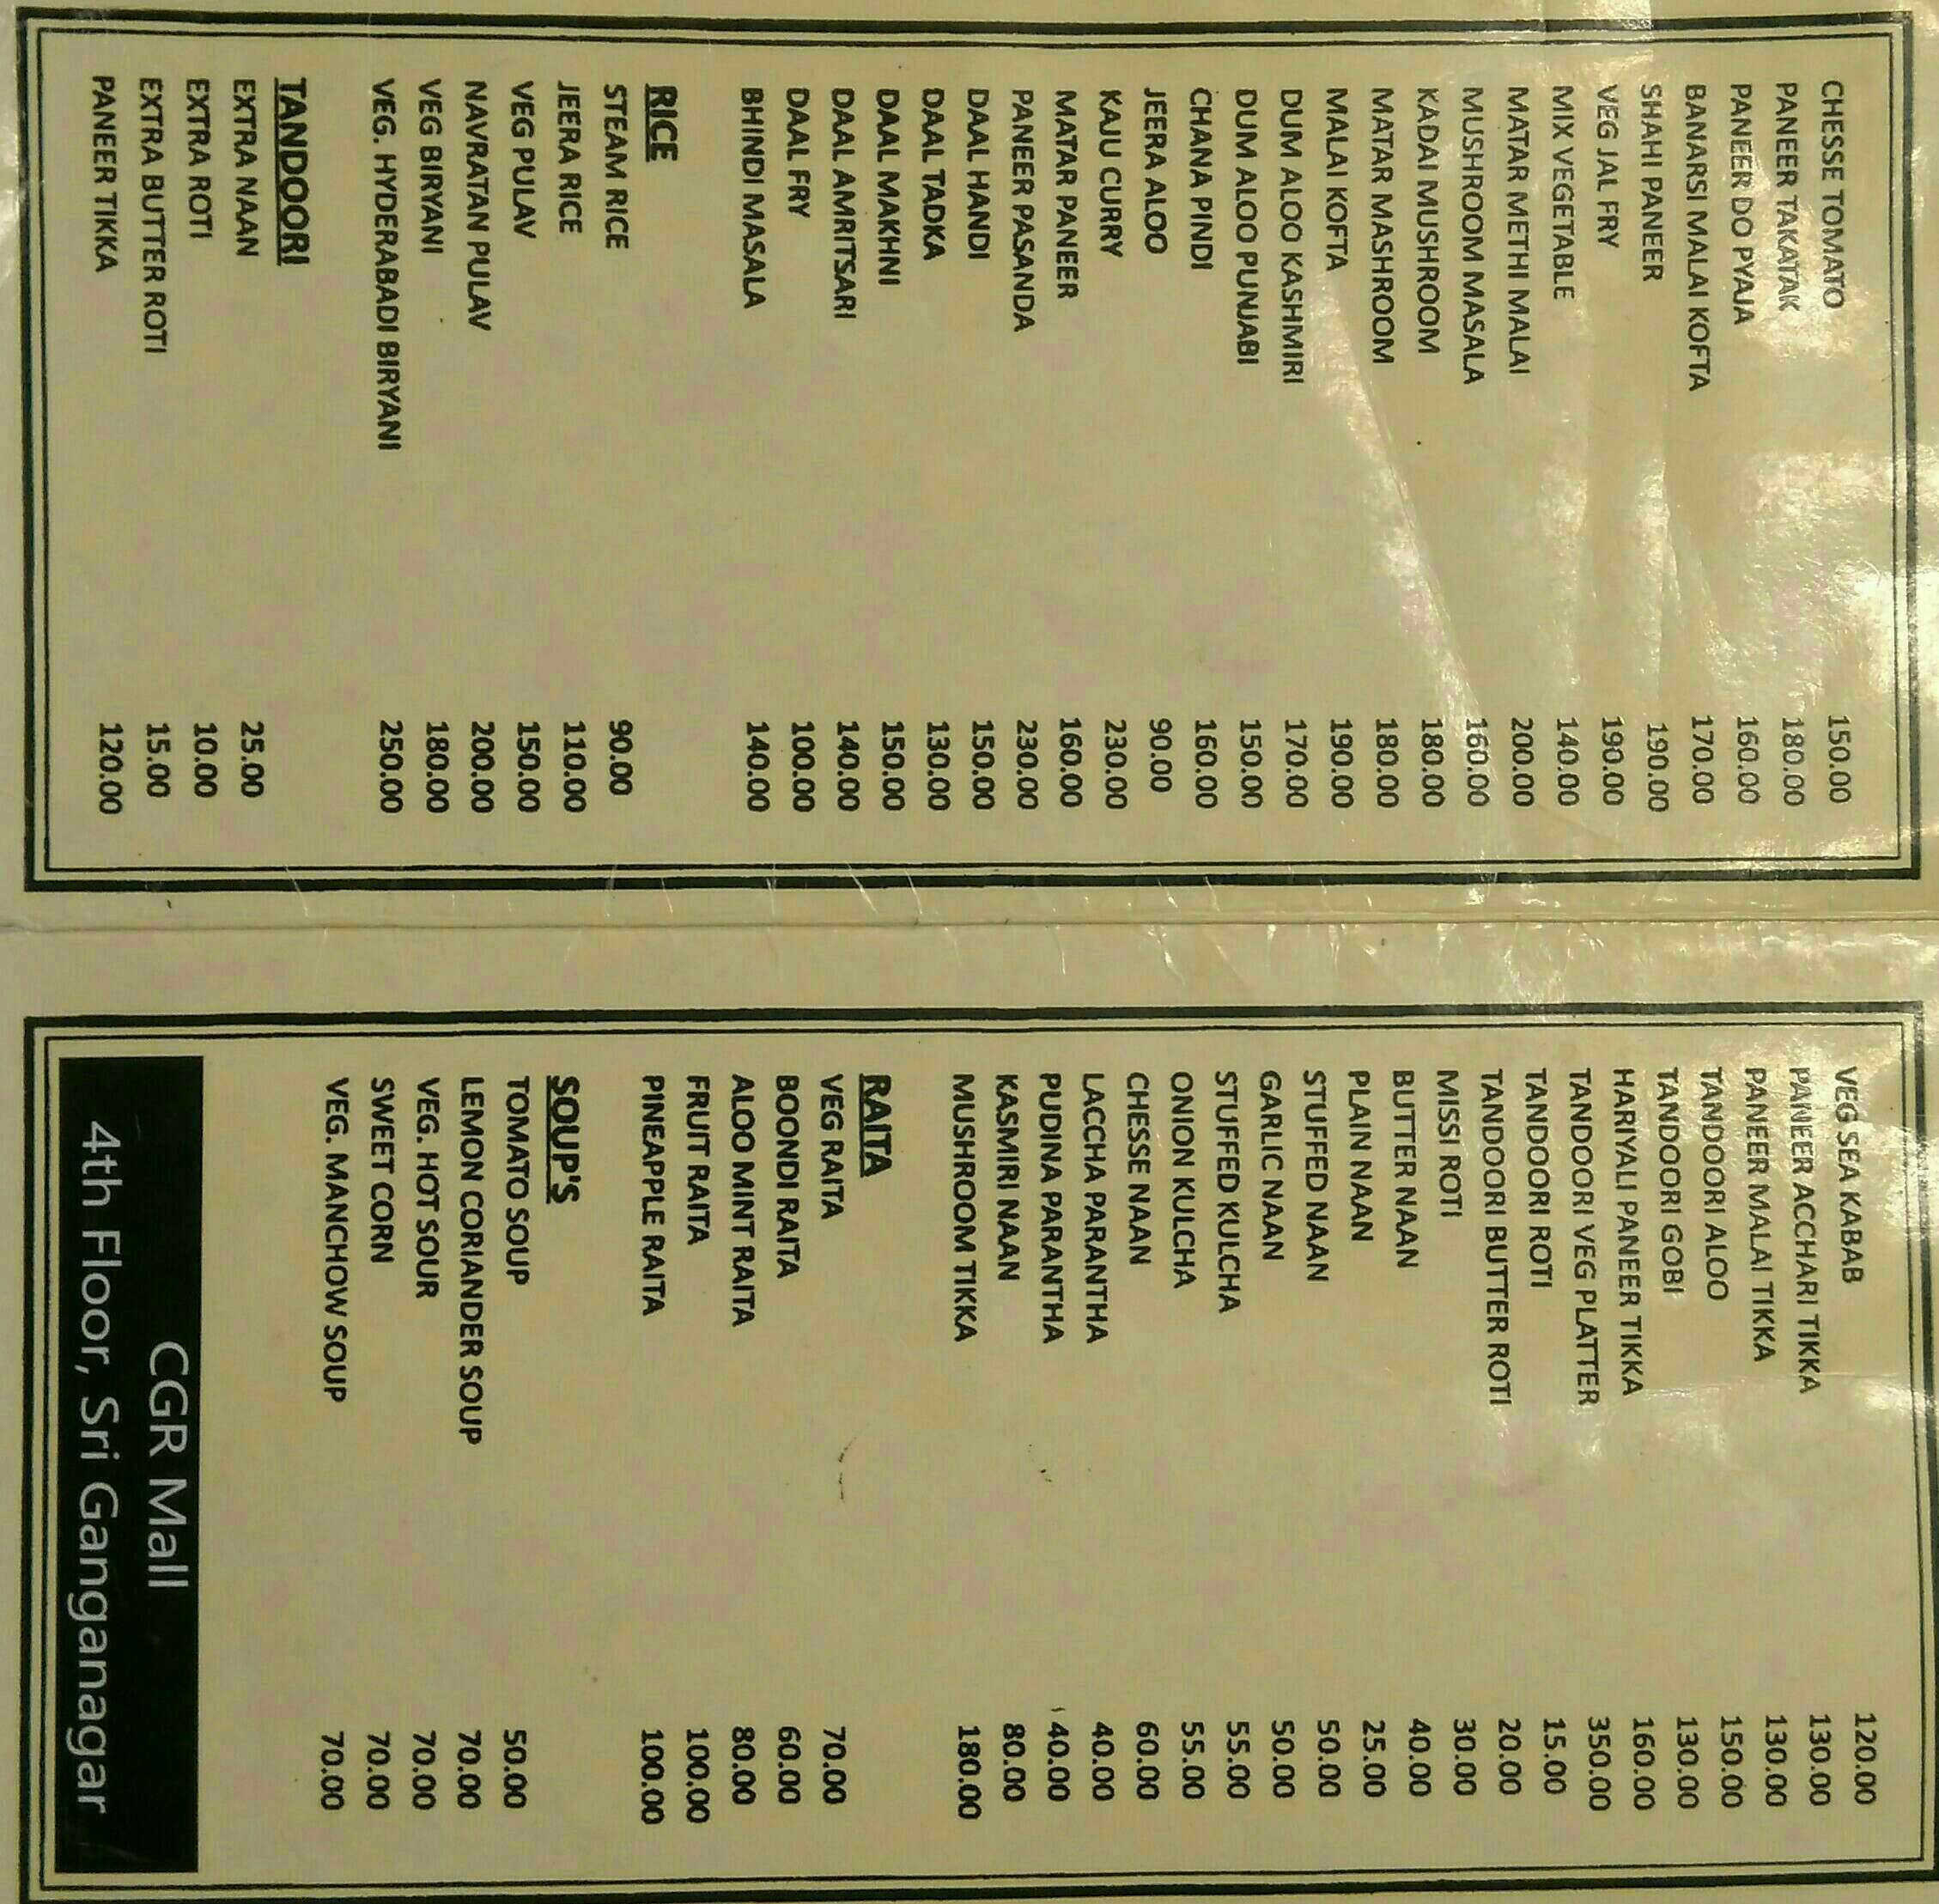 CHESSE TOMATO 150.00
PANEER TAKATAK 180.00
PANEER DO PYAJA 160.00
BANARSI MALAI KOFTA 170.00
SHAHI PANEER 190.00
VEG JAL FRY 190.00
MIX VEGETABLE 140.00
MATAR METHI MALAI 200.00
MUSHROOM MASALA 160.00
KADAI MUSHROOM 180.00
MATAR MASHROOM 180.00
MALAI KOFTA 190.00
DUM ALOO KASHMIRI 170.00
DUM ALOO PUNJABI 150.00
CHANA PINDI 160.00
JEERA ALOO 90.00
KAJU CURRY 230.00
MATAR PANEER 160.00
PANEER PASANDA 230.00
DAAL HANDI 150.00
DAAL TADKA 130.00
DAAL MAKHNI 150.00
DAAL AMRITSARI 140.00
DAAL FRY 100.00
BHINDI MASALA 140.00
RICE
STEAM RICE 90.00
JEERA RICE 110.00
VEG PULAV 150.00
NAVRATAN PULAV 200.00
VEG BIRYANI 180.00
VEG. HYDERABADI BIRYANI 250.00
TANDOORI
EXTRA NAAN 25.00
EXTRA ROTI 10.00
EXTRA BUTTER ROTI 15.00
PANEER TIKKA 120.00
VEG SEA KABAB 120.00
PANEER ACCHARI TIKKA 130.00
PANEER MALAI TIKKA 130.00
TANDOORI ALOO 150.00
TANDOORI GOBI 130.00
HARIYALI PANEER TIKKA 160.00
TANDOORI VEG PLATTER 350.00
TANDOORI ROTI 15.00
TANDOORI BUTTER ROTI 20.00
MISSI ROTI 30.00
BUTTER NAAN 40.00
PLAIN NAAN 25.00
STUFFED NAAN 50.00
GARLIC NAAN 50.00
STUFFED KULCHA 55.00
ONION KULCHA 55.00
CHESSE NAAN 60.00
LACCHA PARANTHA 40.00
PUDINA PARANTHA 40.00
KASMIRI NAAN 80.00
MUSHROOM TIKKA 180.00
RAITA
VEG RAITA 70.00
BOONDI RAITA 60.00
ALOO MINT RAITA 80.00
FRUIT RAITA 100.00
PINEAPPLE RAITA 100.00
SOUP'S
TOMATO SOUP 50.00
LEMON CORIANDER SOUP 70.00
VEG. HOT SOUR 70.00
SWEET CORN 70.00
VEG. MANCHOW SOUP 70.00
CGR Mall
4th Floor, Sri Ganganagar